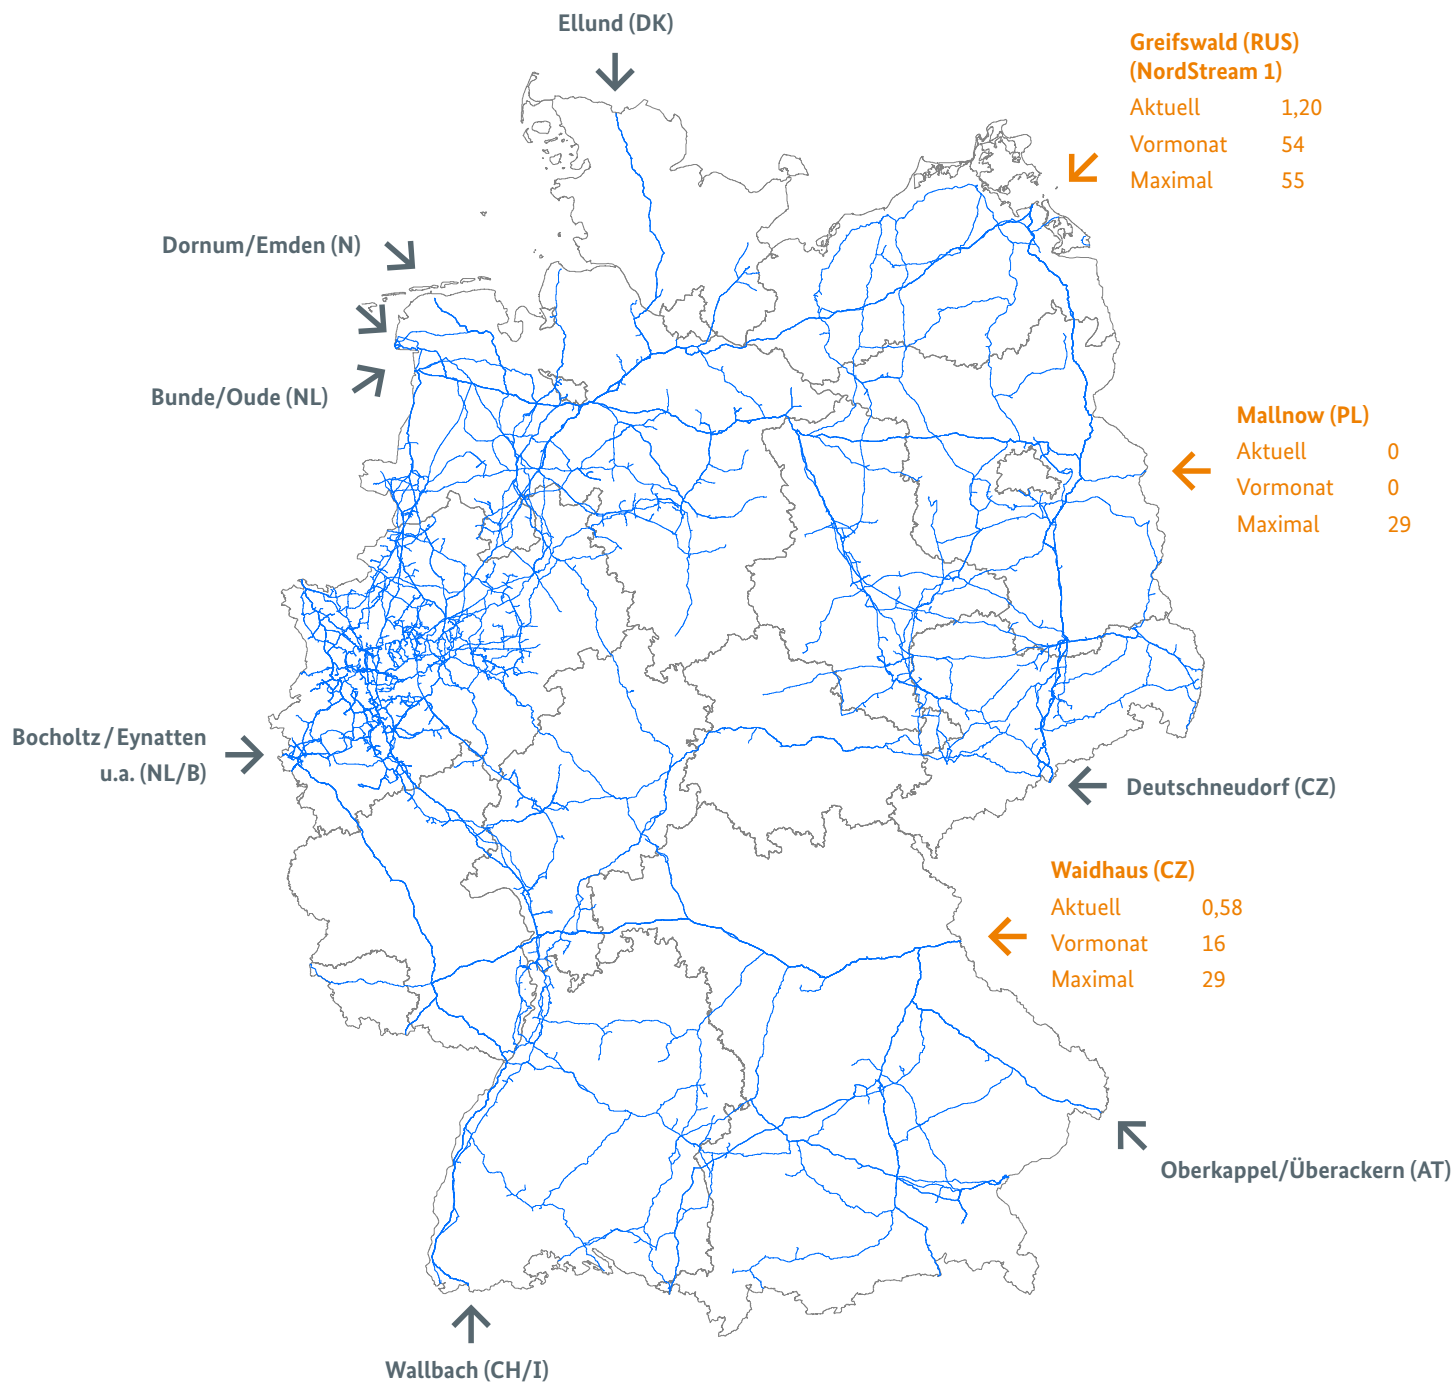 Ellund (DK)
Greifswald (RUS)
(NordStream 1)
Aktuell 1,20
Vormonat 54
Maximal 55
Dornum/Emden (N)
Bunde/Oude (NL)
Mallnow (PL)
Aktuell 0
Vormonat 0
Maximal 29
Bocholtz / Eynatten
u.a. (NL/B)
Deutschneudorf (CZ)
Waidhaus (CZ)
Aktuell 0,58
Vormonat 16
Maximal 29
Oberkappel/Überackern (AT)
Wallbach (CH/I)